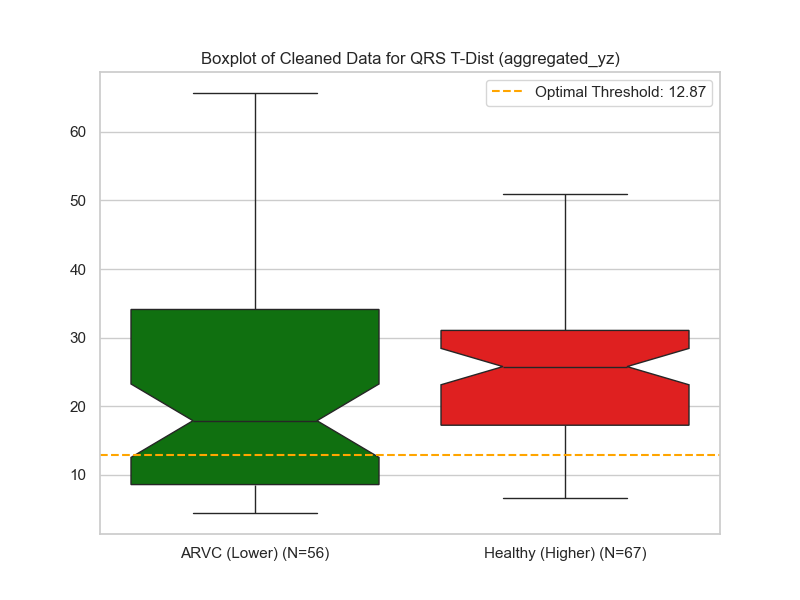 Boxplot of Cleaned Data for QRS T-Dist (aggregated_yz)
Optimal Threshold: 12.87
60
50
40
30
20
10
ARVC (Lower) (N=56)
Healthy (Higher) (N=67)